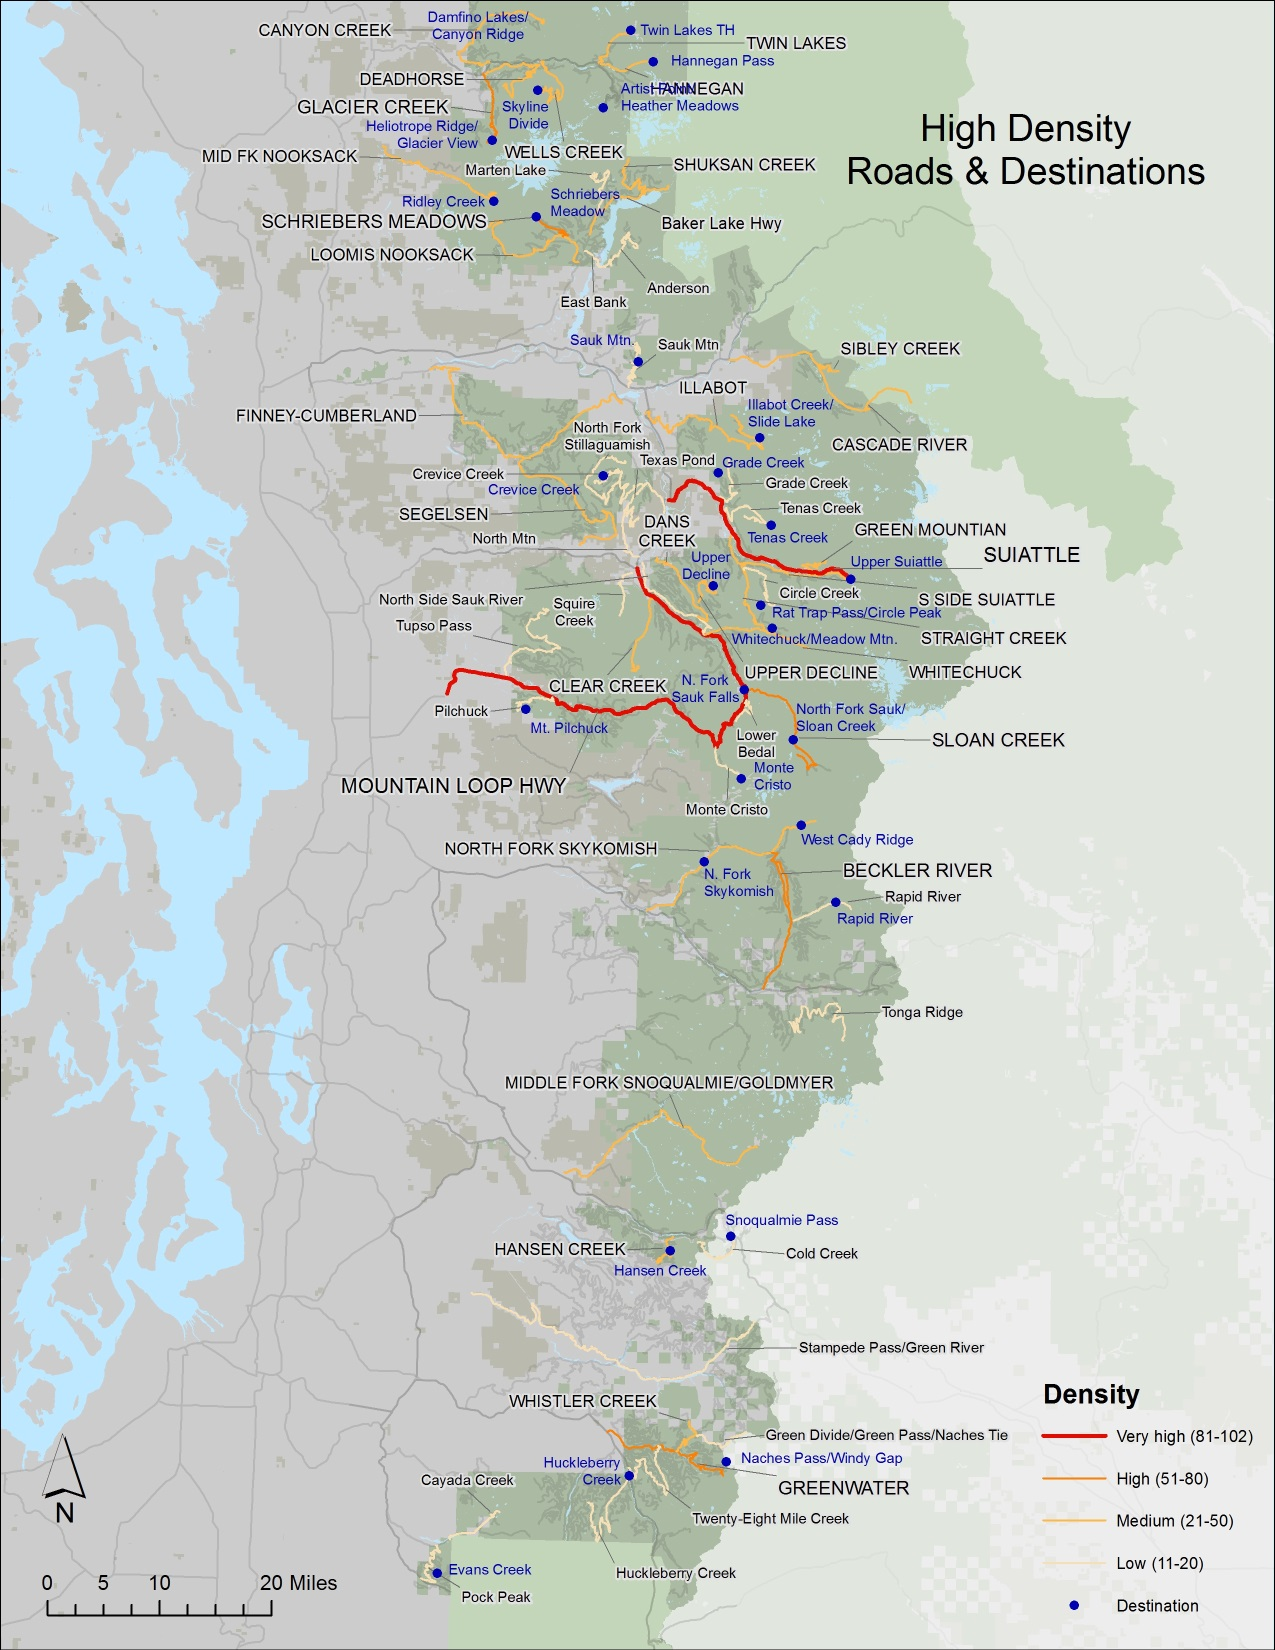 Damfino Lakes/
Canyon Ridge
CANYON CREEK
Twin Lakes TH
TWIN LAKES
Hannegan Pass
DEADHORSE
HANNEGAN
Artist Point/
Heather Meadows
GLACIER CREEK
Skyline
Divide
Heliotrope Ridge/
Glacier View
High Density
Roads & Destinations
MID FK NOOKSACK
WELLS CREEK
Marten Lake
SHUKSAN CREEK
Ridley Creek
Schriebers
Meadow
SCHRIEBERS MEADOWS
Baker Lake Hwy
LOOMIS NOOKSACK
Anderson
East Bank
Sauk Mtn.
Sauk Mtn
SIBLEY CREEK
ILLABOT
Illabot Creek/
Slide Lake
FINNEY-CUMBERLAND
North Fork
Stillaguamish
CASCADE RIVER
Texas Pond
Grade Creek
Crevice Creek
Crevice Creek
Grade Creek
SEGELSEN
Tenas Creek
DANS
CREEK
Tenas Creek
GREEN MOUNTIAN
North Mtn
SUIATTLE
Upper
Decline
Upper Suiattle
Circle Creek
North Side Sauk River
Squire
Creek
S SIDE SUIATTLE
Rat Trap Pass/Circle Peak
Tupso Pass
Whitechuck/Meadow Mtn.
STRAIGHT CREEK
UPPER DECLINE
WHITECHUCK
N. Fork
Sauk Falls
CLEAR CREEK
Pilchuck
Mt. Pilchuck
North Fork Sauk/
Sloan Creek
Lower
Bedal
SLOAN CREEK
Monte
Cristo
MOUNTAIN LOOP HWY
Monte Cristo
West Cady Ridge
NORTH FORK SKYKOMISH
N. Fork
Skykomish
BECKLER RIVER
Rapid River
Rapid River
Tonga Ridge
MIDDLE FORK SNOQUALMIE/GOLDMYER
Snoqualmie Pass
HANSEN CREEK
Cold Creek
Hansen Creek
Stampede Pass/Green River
WHISTLER CREEK
Green Divide/Green Pass/Naches Tie
Naches Pass/Windy Gap
Huckleberry
Creek
GREENWATER
Cayada Creek
Twenty-Eight Mile Creek
Evans Creek
Huckleberry Creek
Pock Peak
Density
Very high (81-102)
High (51-80)
Medium (21-50)
Low (11-20)
Destination
N
0 5 10 20 Miles